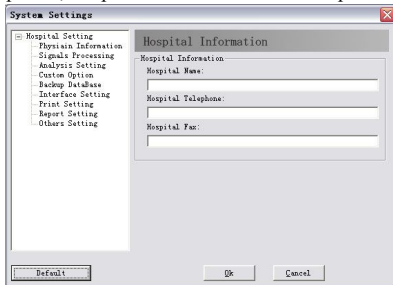 System Settings
Hospital Setting
Physiain Information
Signals Processing
Analysis Setting
Custom Option
Backup DataBase
Interface Setting
Print Setting
Report Setting
Others Setting
Hospital Information
Hospital Information
Hospital Name:
Hospital Telephone:
Hospital Fax:
Default
Ok
Cancel